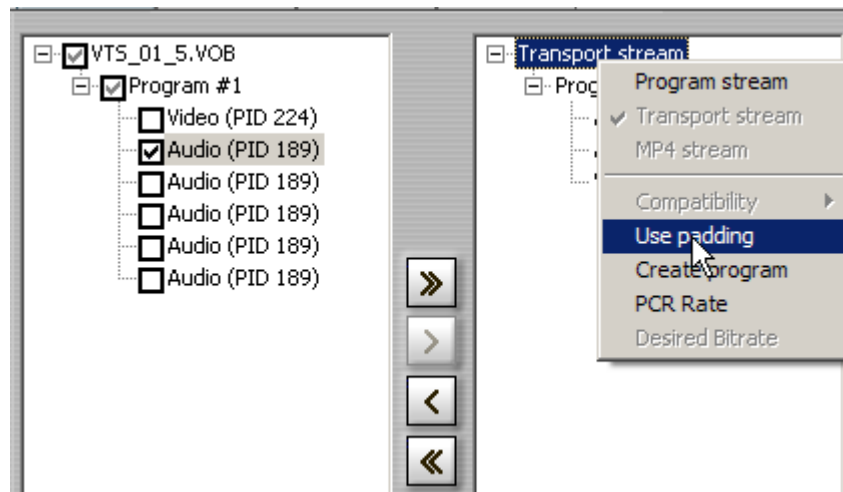 VTS_01_5.VOB
Program #1
Video (PID 224)
Audio (PID 189)
Audio (PID 189)
Audio (PID 189)
Audio (PID 189)
Audio (PID 189)
Transport stream
Prog
Program stream
Transport stream
MP4 stream
Compatibility
Use padding
Create program
PCR Rate
Desired Bitrate